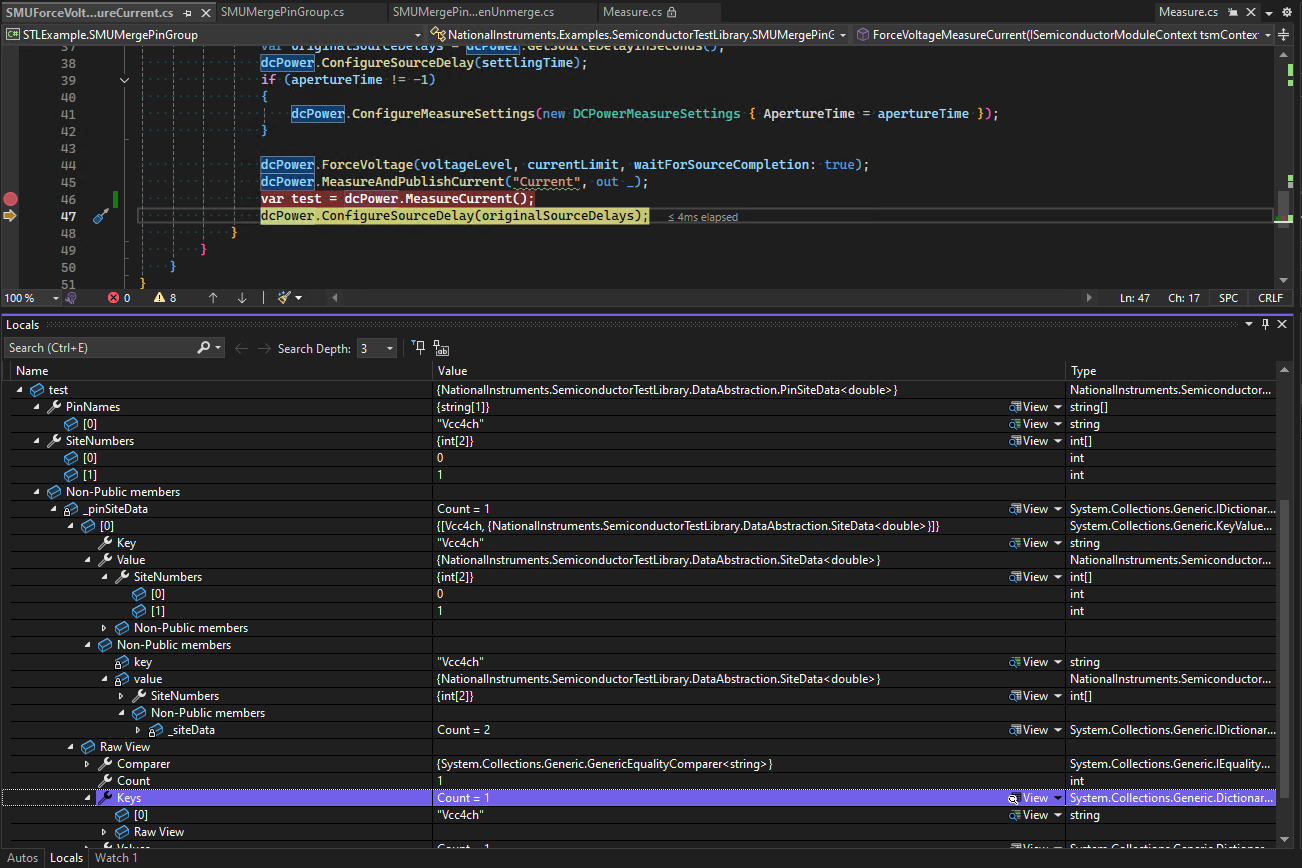 SMUForceVolt...ureCurrent.cs SMUMergePinGroup.cs SMUMergePin...enUnmerge.cs Measure.cs Measure.cs
STLExample.SMUMergePinGroup NationalInstruments.Examples.SemiconductorTestLibrary.SMUMergePinG ForceVoltageMeasureCurrent(ISemiconductorModuleContext tsmContex
37 var originalSourceDelays = dcPower.GetSourceDelayInSeconds();
38 dcPower.ConfigureSourceDelay(settlingTime);
39 if (apertureTime != -1)
40 {
41 dcPower.ConfigureMeasureSettings(new DCPowerMeasureSettings { ApertureTime = apertureTime });
42 }
43
44 dcPower.ForceVoltage(voltageLevel, currentLimit, waitForSourceCompletion: true);
45 dcPower.MeasureAndPublishCurrent("Current", out _);
46 var test = dcPower.MeasureCurrent();
47 dcPower.ConfigureSourceDelay(originalSourceDelays); ≤ 4ms elapsed
48 }
49 }
50 }
51 }
100 % 0 8 Ln: 47 Ch: 17 SPC CRLF
Locals
Search (Ctrl+E) Search Depth: 3
Name Value Type
test {NationalInstruments.SemiconductorTestLibrary.DataAbstraction.PinSiteData<double>} NationalInstruments.Semiconductor...
PinNames {string[1]} View string[]
[0] "Vcc4ch" View string
SiteNumbers {int[2]} View int[]
[0] 0 int
[1] 1 int
Non-Public members
_pinSiteData Count = 1 View System.Collections.Generic.IDictionar...
[0] {[Vcc4ch, {NationalInstruments.SemiconductorTestLibrary.DataAbstraction.SiteData<double>}]} System.Collections.Generic.KeyValue...
Key "Vcc4ch" View string
Value {NationalInstruments.SemiconductorTestLibrary.DataAbstraction.SiteData<double>} NationalInstruments.Semiconductor...
SiteNumbers {int[2]} View int[]
[0] 0 int
[1] 1 int
Non-Public members
Non-Public members
key "Vcc4ch" View string
value {NationalInstruments.SemiconductorTestLibrary.DataAbstraction.SiteData<double>} NationalInstruments.Semiconductor...
SiteNumbers {int[2]} View int[]
Non-Public members
_siteData Count = 2 View System.Collections.Generic.IDictionar...
Raw View
Comparer {System.Collections.Generic.GenericEqualityComparer<string>} System.Collections.Generic.IEquality...
Count 1 int
Keys Count = 1 View System.Collections.Generic.Dictionar...
[0] "Vcc4ch" View string
Raw View
Values Count = 1 View System.Collections.Generic.Dictionar...
Autos Locals Watch 1